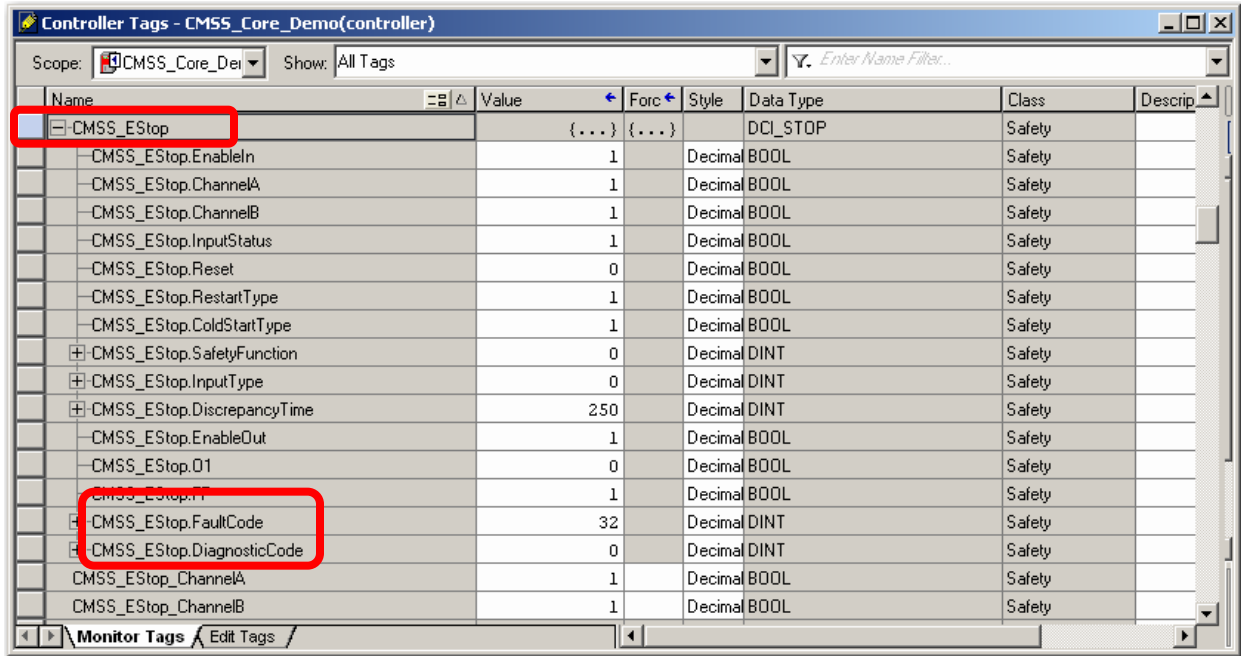 Controller Tags - CMSS_Core_Demo(controller)
Scope: CMSS_Core_Der Show: All Tags Enter Name Filter...
Name Value Forc Style Data Type Class Descrip
CMSS_EStop {...} {...} DCI_STOP Safety
CMSS_EStop.EnableIn 1 Decimal BOOL Safety
CMSS_EStop.ChannelA 1 Decimal BOOL Safety
CMSS_EStop.ChannelB 1 Decimal BOOL Safety
CMSS_EStop.InputStatus 1 Decimal BOOL Safety
CMSS_EStop.Reset 0 Decimal BOOL Safety
CMSS_EStop.RestartType 1 Decimal BOOL Safety
CMSS_EStop.ColdStartType 1 Decimal BOOL Safety
CMSS_EStop.SafetyFunction 0 Decimal DINT Safety
CMSS_EStop.InputType 0 Decimal DINT Safety
CMSS_EStop.DiscrepancyTime 250 Decimal DINT Safety
CMSS_EStop.EnableOut 1 Decimal BOOL Safety
CMSS_EStop.O1 0 Decimal BOOL Safety
CMSS_EStop.FP 1 Decimal BOOL Safety
CMSS_EStop.FaultCode 32 Decimal DINT Safety
CMSS_EStop.DiagnosticCode 0 Decimal DINT Safety
CMSS_EStop_ChannelA 1 Decimal BOOL Safety
CMSS_EStop_ChannelB 1 Decimal BOOL Safety
Monitor Tags Edit Tags